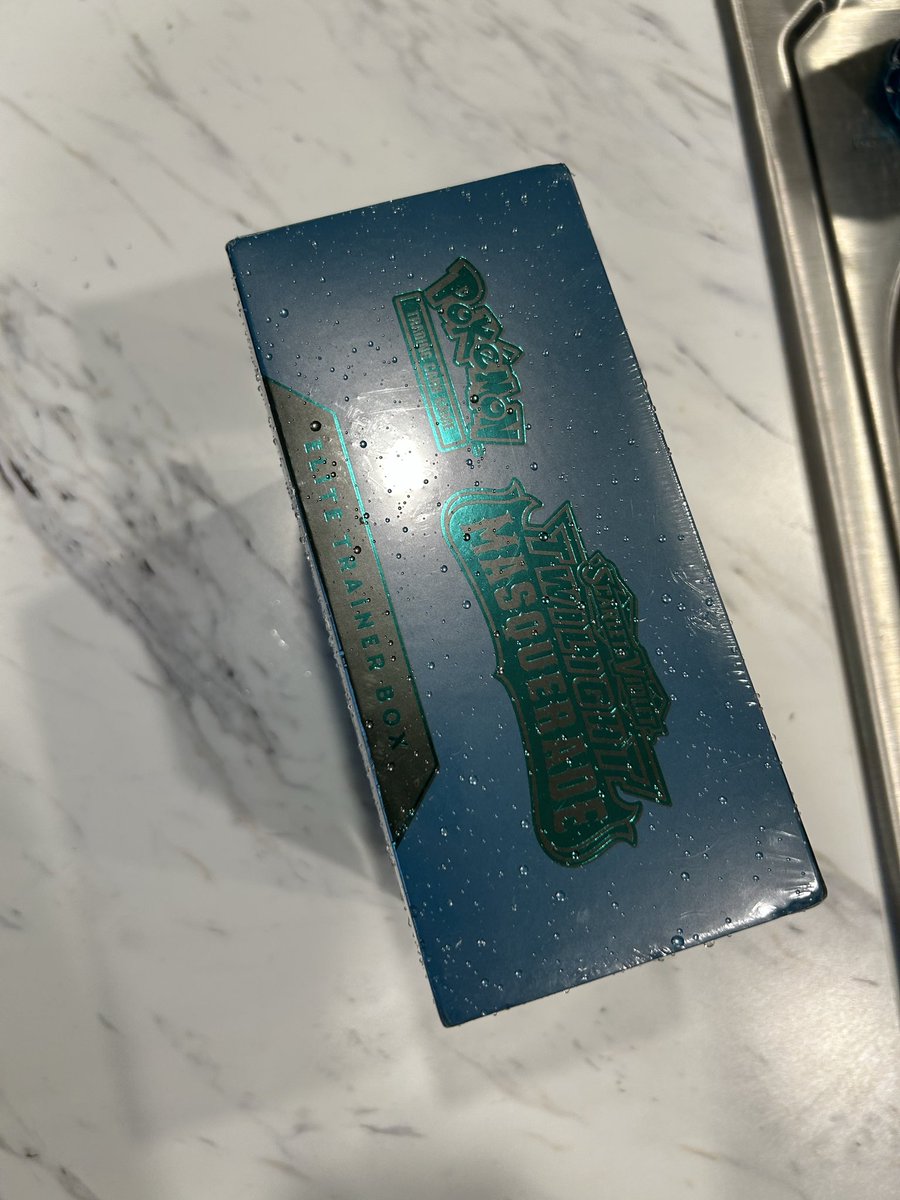 POKéMON
TRADING CARD GAME
SCARLET & VIOLET
TWILIGHT
MASQUERADE
ELITE TRAINER BOX